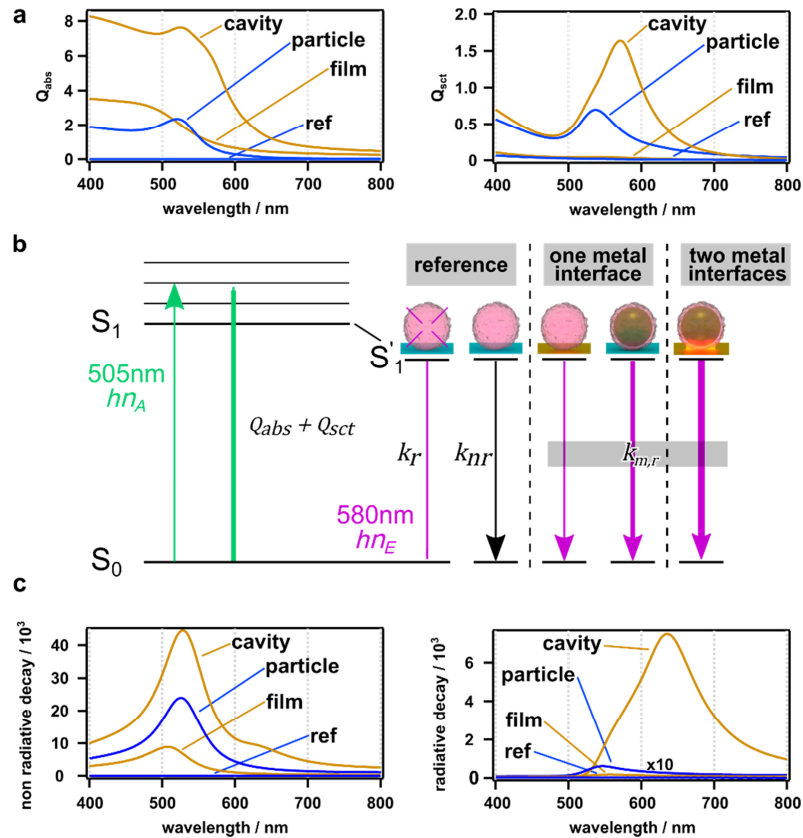 a
8
6
4
2
0
Qabs
cavity
particle
film
ref
400
500
600
700
800
wavelength / nm
2.0
1.5
1.0
0.5
0
Qsct
cavity
particle
film
ref
400
500
600
700
800
wavelength / nm
b
reference
one metal
interface
two metal
interfaces
S1
S'1
505nm
hnA
Qabs + Qsct
kr
knr
km,r
580nm
hnE
S0
c
40
30
20
10
0
non radiative decay / 10³
cavity
particle
film
ref
400
500
600
700
800
wavelength / nm
6
4
2
0
radiative decay / 10³
cavity
particle
film
ref
x10
400
500
600
700
800
wavelength / nm